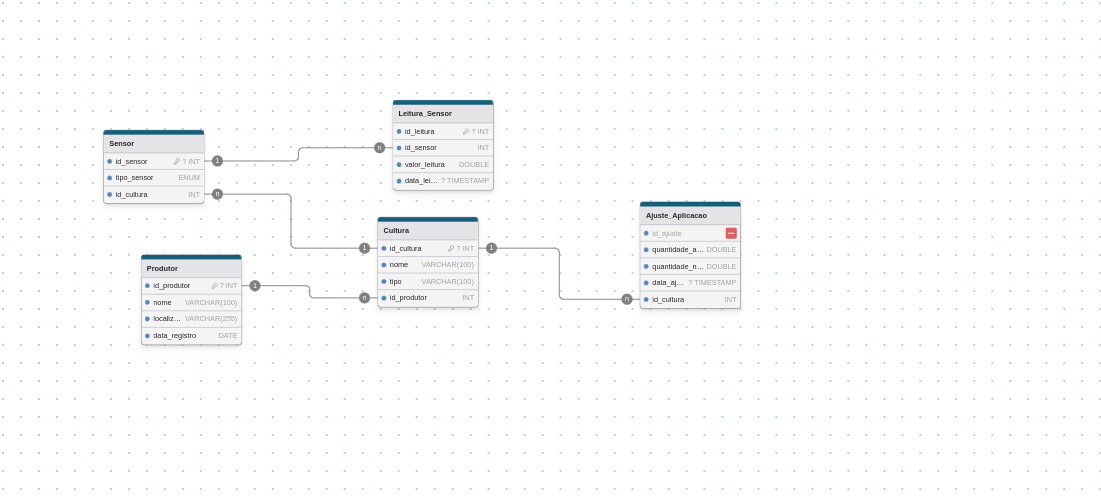 Leitura_Sensor
id_leitura ? INT
id_sensor INT
valor_leitura DOUBLE
data_lei... ? TIMESTAMP
Sensor
id_sensor ? INT
tipo_sensor ENUM
id_cultura INT
1
n
n
Cultura
id_cultura ? INT
nome VARCHAR(100)
tipo VARCHAR(100)
id_produtor INT
1
n
1
Ajuste_Aplicacao
id_ajuste
quantidade_a... DOUBLE
quantidade_n... DOUBLE
data_aj... ? TIMESTAMP
id_cultura INT
n
Produtor
id_produtor ? INT
nome VARCHAR(100)
localiz... VARCHAR(255)
data_registro DATE
1